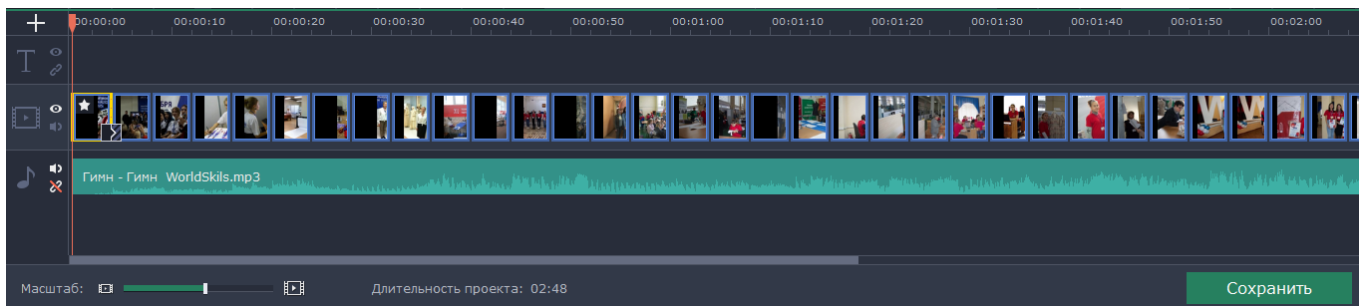 00:00:00 00:00:10 00:00:20 00:00:30 00:00:40 00:00:50 00:01:00 00:01:10 00:01:20 00:01:30 00:01:40 00:01:50 00:02:00
T
Гимн - Гимн WorldSkils.mp3
Масштаб: Длительность проекта: 02:48 Сохранить